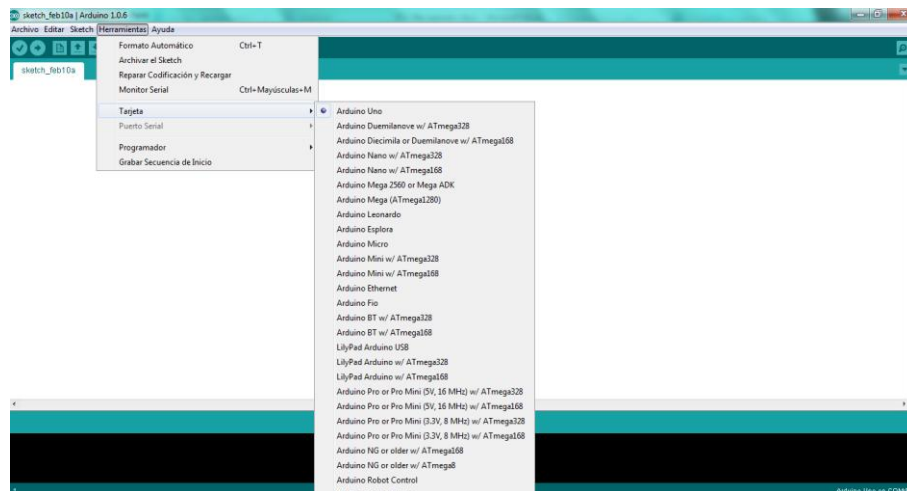 sketch_feb10a | Arduino 1.0.6
Archivo Editar Sketch Herramientas Ayuda
sketch_feb10a
Formato Automático Ctrl+T
Archivar el Sketch
Reparar Codificación y Recargar
Monitor Serial Ctrl+Mayúsculas+M
Tarjeta
Puerto Serial
Programador
Grabar Secuencia de Inicio
Arduino Uno
Arduino Duemilanove w/ ATmega328
Arduino Diecimila or Duemilanove w/ ATmega168
Arduino Nano w/ ATmega328
Arduino Nano w/ ATmega168
Arduino Mega 2560 or Mega ADK
Arduino Mega (ATmega1280)
Arduino Leonardo
Arduino Esplora
Arduino Micro
Arduino Mini w/ ATmega328
Arduino Mini w/ ATmega168
Arduino Ethernet
Arduino Fio
Arduino BT w/ ATmega328
Arduino BT w/ ATmega168
LilyPad Arduino USB
LilyPad Arduino w/ ATmega328
LilyPad Arduino w/ ATmega168
Arduino Pro or Pro Mini (5V, 16 MHz) w/ ATmega328
Arduino Pro or Pro Mini (5V, 16 MHz) w/ ATmega168
Arduino Pro or Pro Mini (3.3V, 8 MHz) w/ ATmega328
Arduino Pro or Pro Mini (3.3V, 8 MHz) w/ ATmega168
Arduino NG or older w/ ATmega168
Arduino NG or older w/ ATmega8
Arduino Robot Control
Arduino Uno on